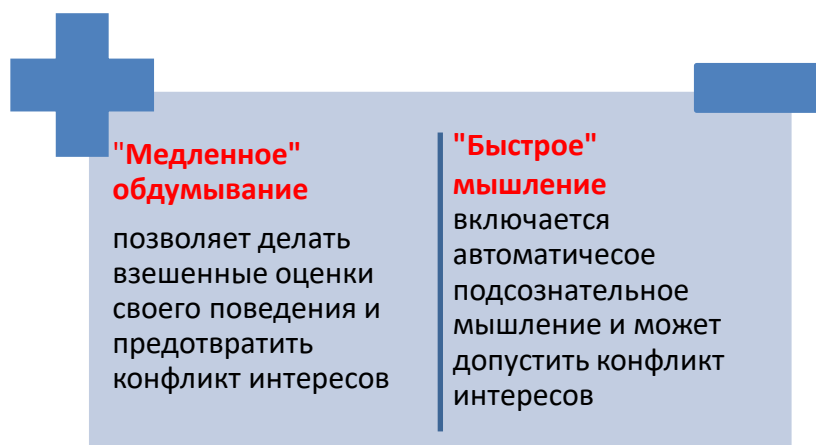 "Медленное"
обдумывание
позволяет делать
взешенные оценки
своего поведения и
предотвратить
конфликт интересов
"Быстрое"
мышление
включается
автоматичесое
подсознательное
мышление и может
допустить конфликт
интересов